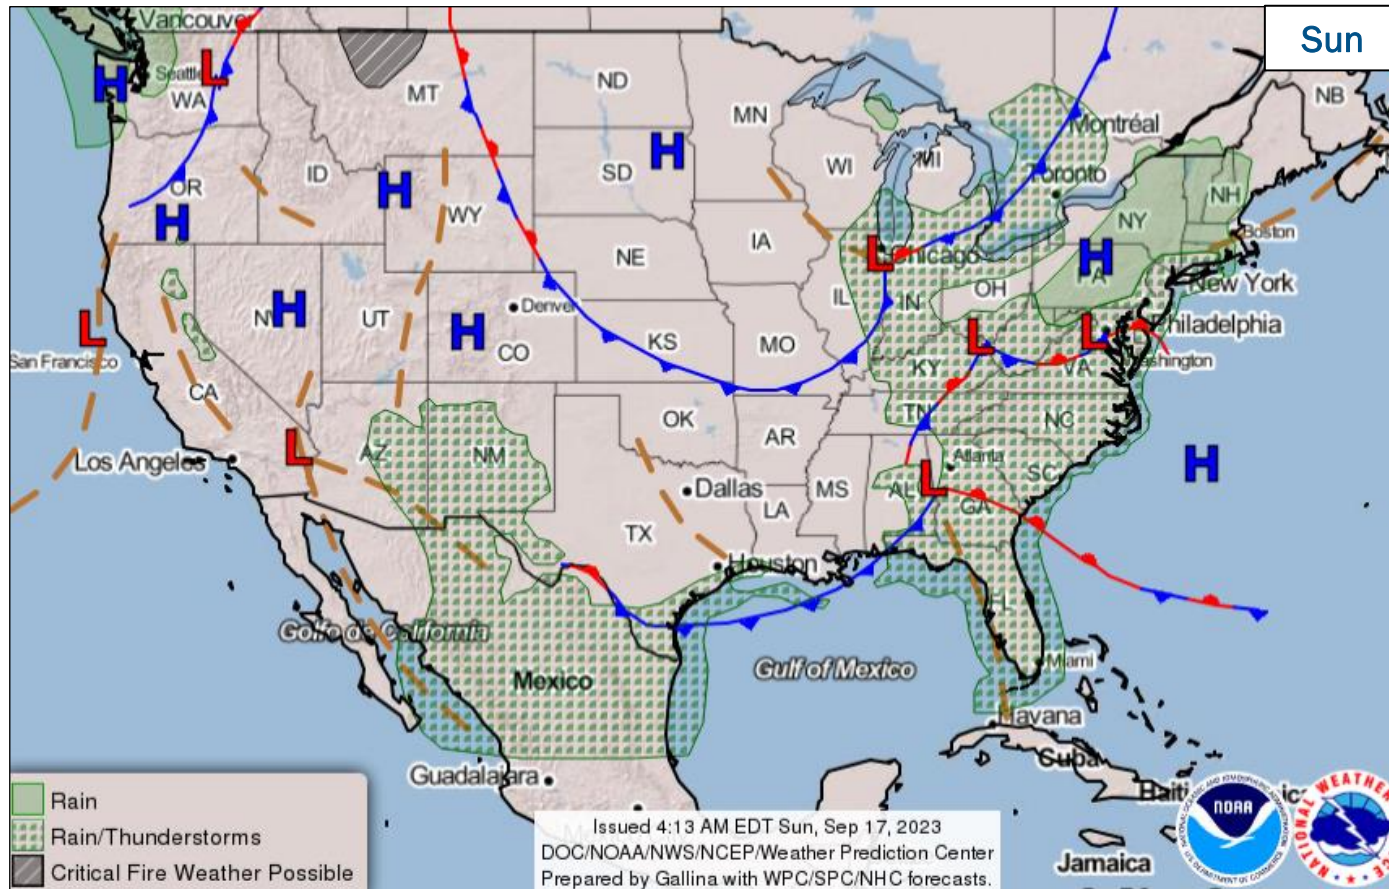 Sun
Vancouver
Seattle
L
H
WA
MT
ND
MN
NB
Montréal
H
OR
ID
H
H
WY
SD
WI
MI
Toronto
NY
NH
Boston
H
PA
IA
NE
L
Chicago
IL
IN
OH
New York
H
UT
H
CO
Denver
KS
MO
L
San Francisco
KY
L
L
VA
Philadelphia
CA
TN
NC
OK
AR
Los Angeles
L
AZ
NM
Dallas
LA
MS
AL
L
Atlanta
SC
GA
H
TX
Houston
FL
Golfo de California
Mexico
Gulf of Mexico
Miami
Havana
Cuba
Guadalajara
Jamaica
NOAA
Rain
Rain/Thunderstorms
Critical Fire Weather Possible
Issued 4:13 AM EDT Sun, Sep 17, 2023
DOC/NOAA/NWS/NCEP/Weather Prediction Center
Prepared by Gallina with WPC/SPC/NHC forecasts.